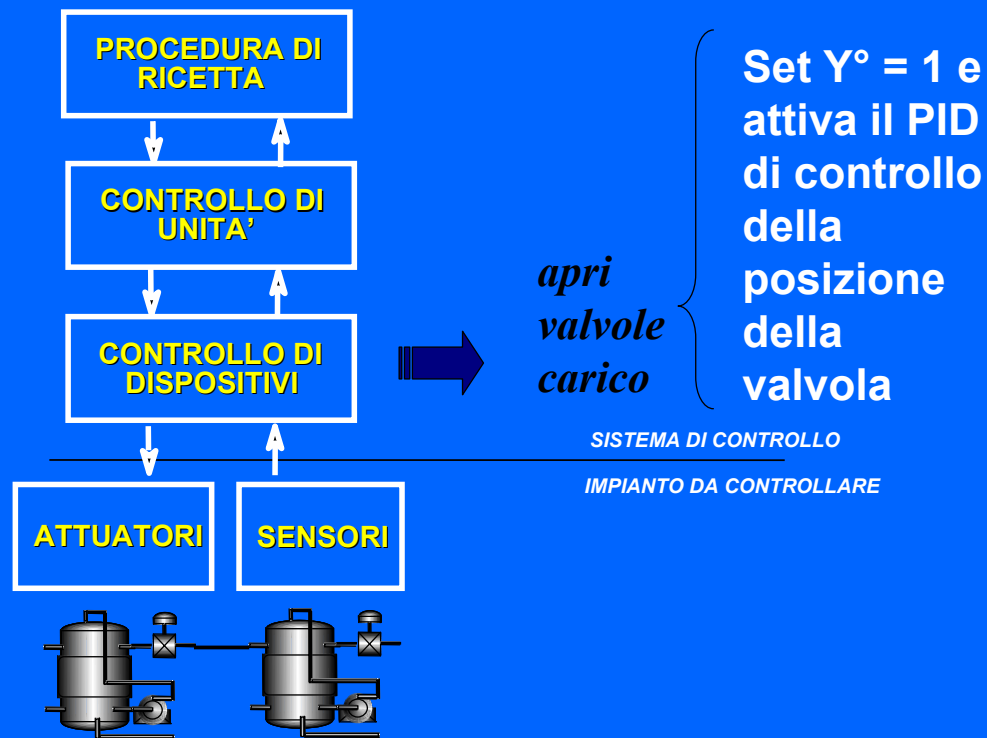 PROCEDURA DI
RICETTA
CONTROLLO DI
UNITA’
CONTROLLO DI
DISPOSITIVI
apri
valvole
carico
Set Y° = 1 e
attiva il PID
di controllo
della
posizione
della
valvola
SISTEMA DI CONTROLLO
IMPIANTO DA CONTROLLARE
ATTUATORI
SENSORI